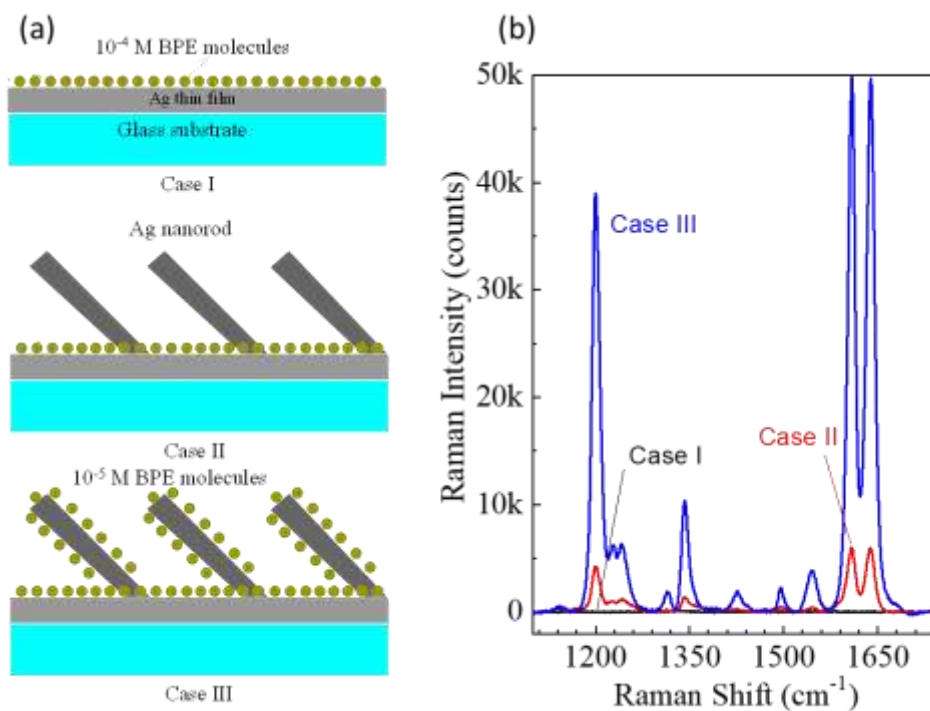 (a)
10⁻⁴ M BPE molecules
Ag thin film
Glass substrate
Case I
Ag nanorod
Case II
10⁻⁵ M BPE molecules
Case III
(b)
50k
40k
30k
20k
10k
0
Raman Intensity (counts)
Case III
Case II
Case I
1200 1350 1500 1650
Raman Shift (cm⁻¹)